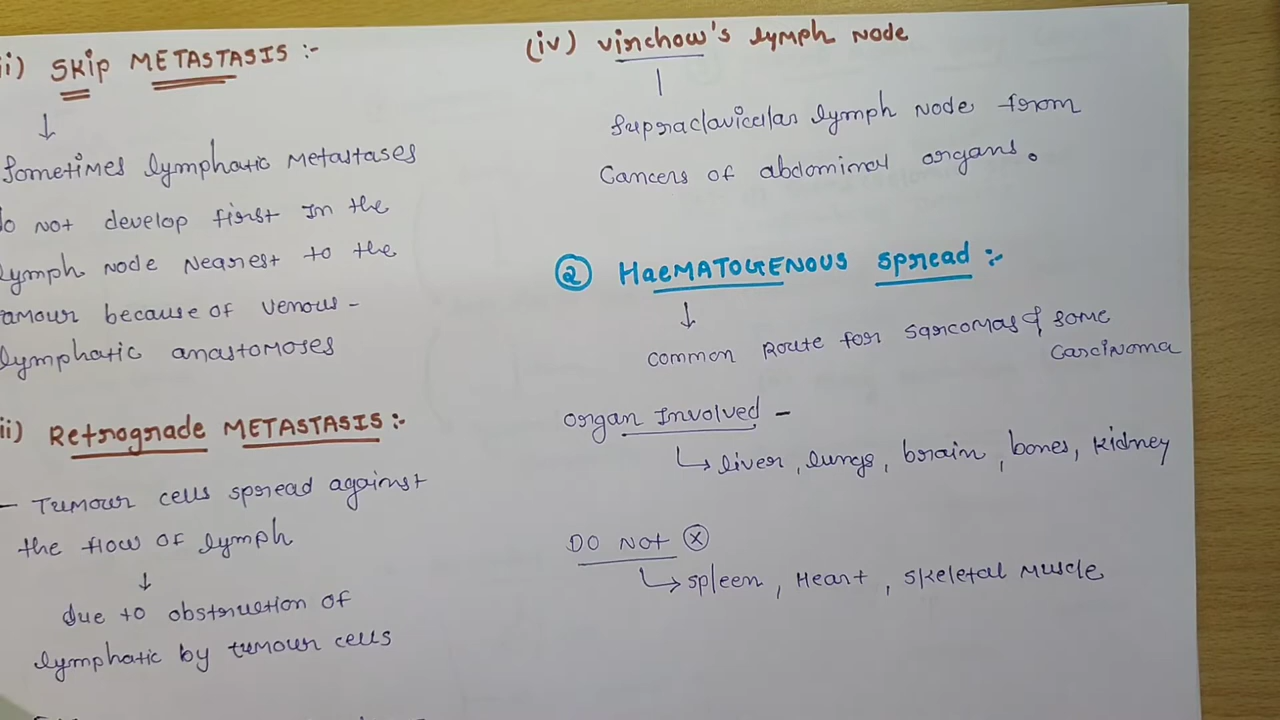 ii) SKip METASTASIS :-
↓
Sometimes lymphatic Metastases
do Not develop first In the
lymph Node Nearest to the
tamour because of venous -
lymphatic anastomoses
ii) Retrograde METASTASIS :-
- Tumour cells spread against
the flow of lymph
↓
due to obstruction of
lymphatic by tumour cells
(iv) Virchow's lymph Node
Supraclavicular lymph Node from
Cancers of abdominal organs.
② HaeMATOGENOUS spread :-
↓
common Route for sarcomas & some
carcinoma
organ Involved -
↳ liver, lungs, brain, bones, kidney
DO Not ⓧ
↳ spleen, Heart, skeletal Muscle